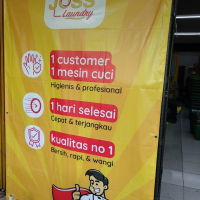 JOSS
Laundry
1 customer
1 mesin cuci
Higienis & profesional
1 hari selesai
Cepat & terjangkau
kualitas no 1
Bersih, rapi, & wangi